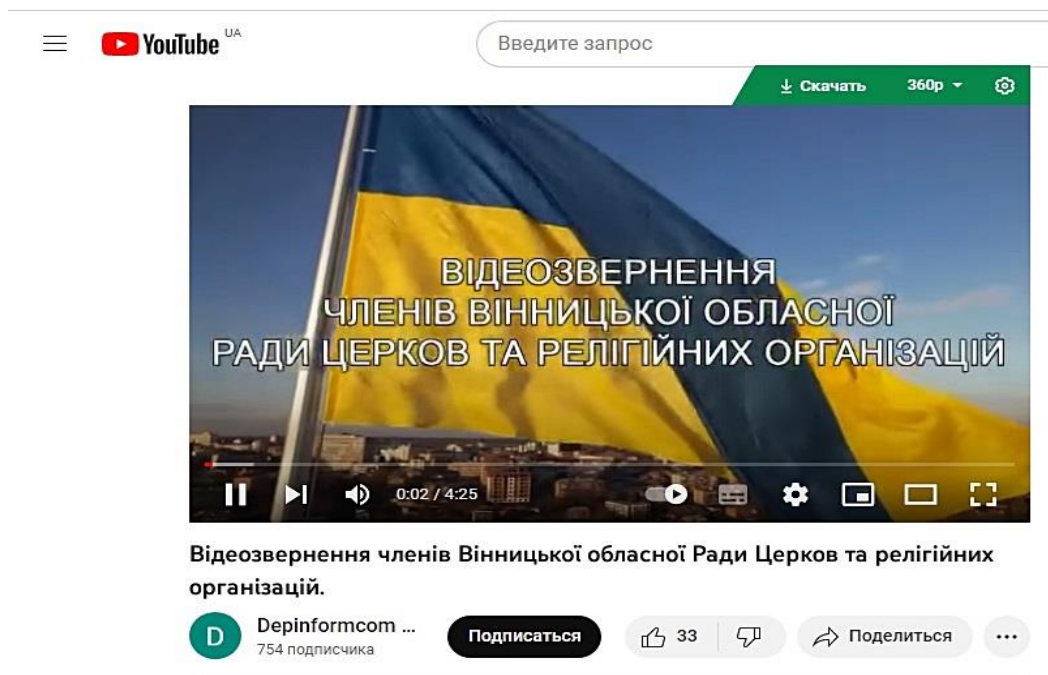 YouTube UA
Введите запрос
Скачать 360p
ВІДЕОЗВЕРНЕННЯ
ЧЛЕНІВ ВІННИЦЬКОЇ ОБЛАСНОЇ
РАДИ ЦЕРКОВ ТА РЕЛІГІЙНИХ ОРГАНІЗАЦІЙ
0:02 / 4:25
Відеозвернення членів Вінницької обласної Ради Церков та релігійних
організацій.
D
Depinformcom ...
754 подписчика
Подписаться
33
Поделиться